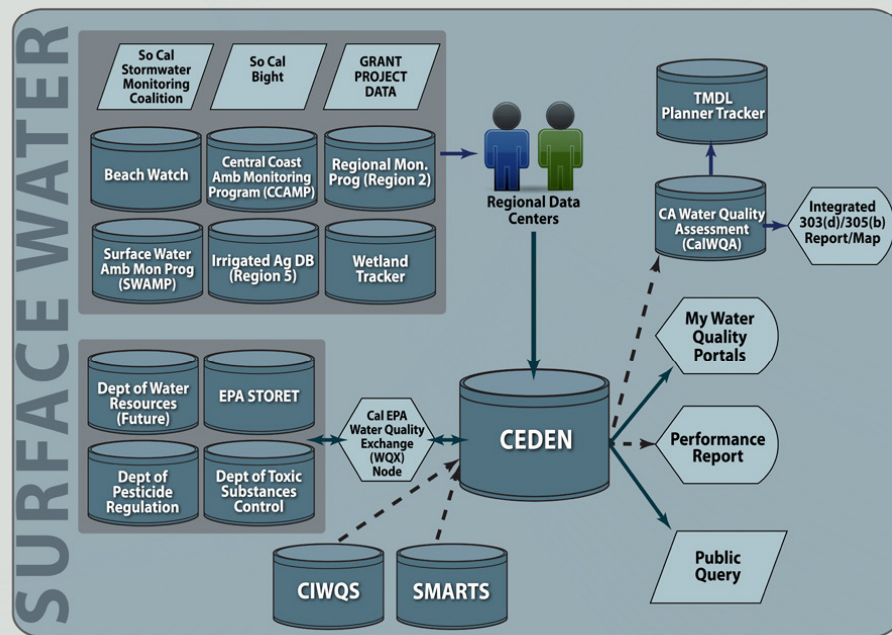 SURFACE WATER
So Cal
Stormwater
Monitoring
Coalition
So Cal
Bight
GRANT
PROJECT
DATA
Beach Watch
Central Coast
Amb Monitoring
Program (CCAMP)
Regional Mon.
Prog (Region 2)
Surface Water
Amb Mon Prog
(SWAMP)
Irrigated Ag DB
(Region 5)
Wetland
Tracker
Regional Data
Centers
TMDL
Planner Tracker
CA Water Quality
Assessment
(CalWQA)
Integrated
303(d)/305(b)
Report/Map
Dept of Water
Resources
(Future)
EPA STORET
Dept of
Pesticide
Regulation
Dept of Toxic
Substances
Control
Cal EPA
Water Quality
Exchange
(WQX)
Node
CEDEN
My Water
Quality
Portals
Performance
Report
Public
Query
CIWQS
SMARTS